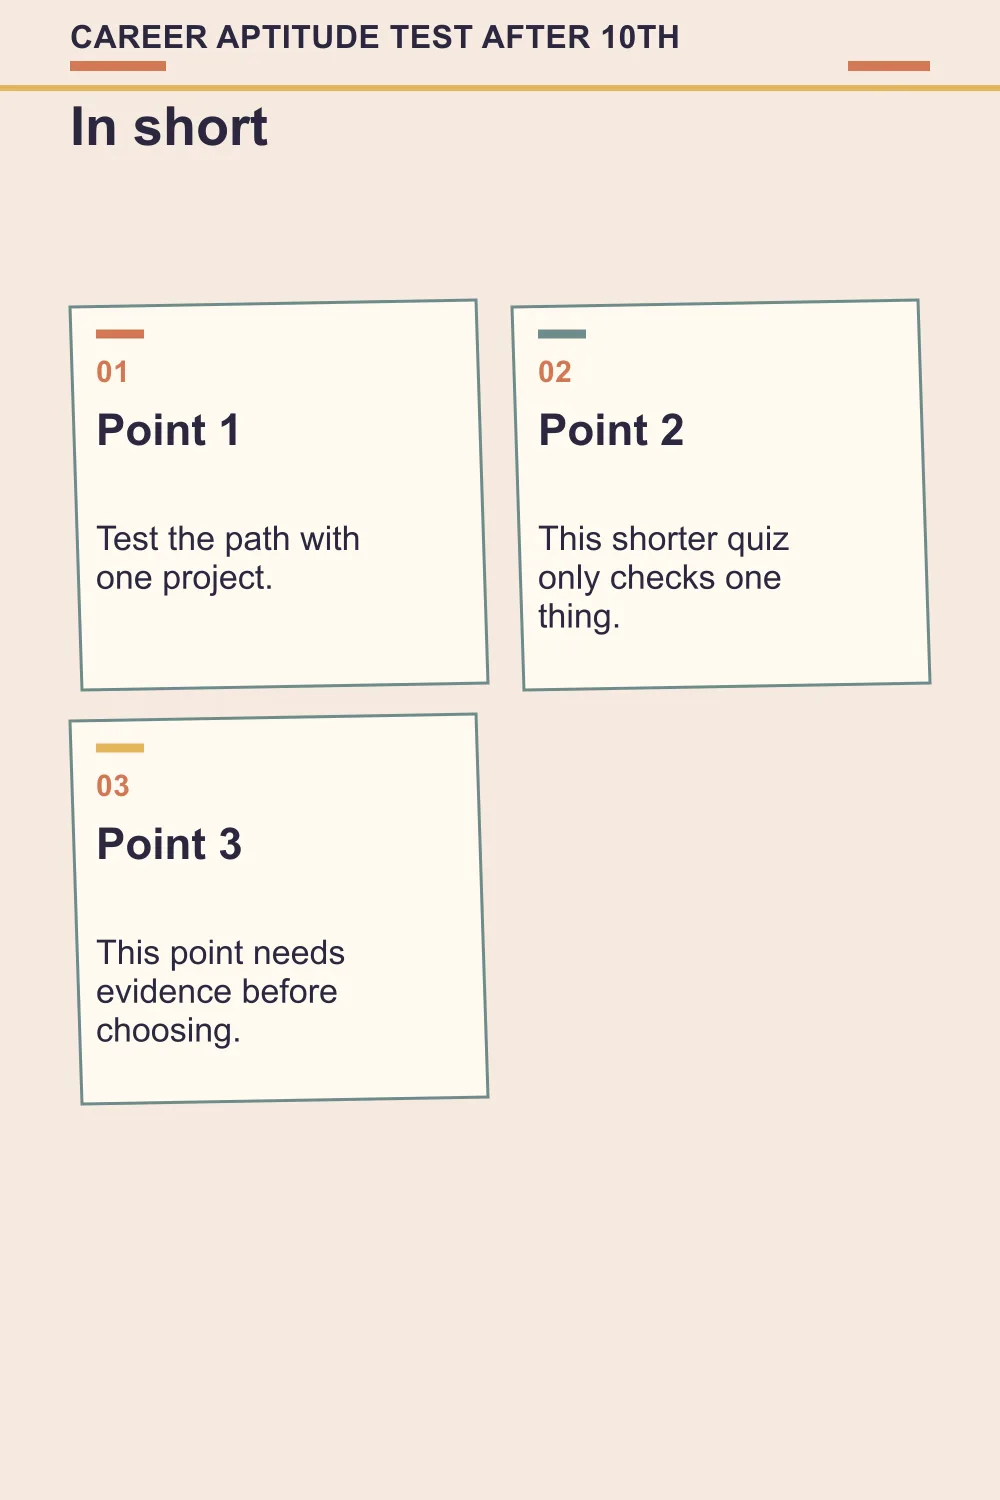 CAREER APTITUDE TEST AFTER 10TH
In short
01
Point 1
Test the path with
one project.
02
Point 2
This shorter quiz
only checks one
thing.
03
Point 3
This point needs
evidence before
choosing.